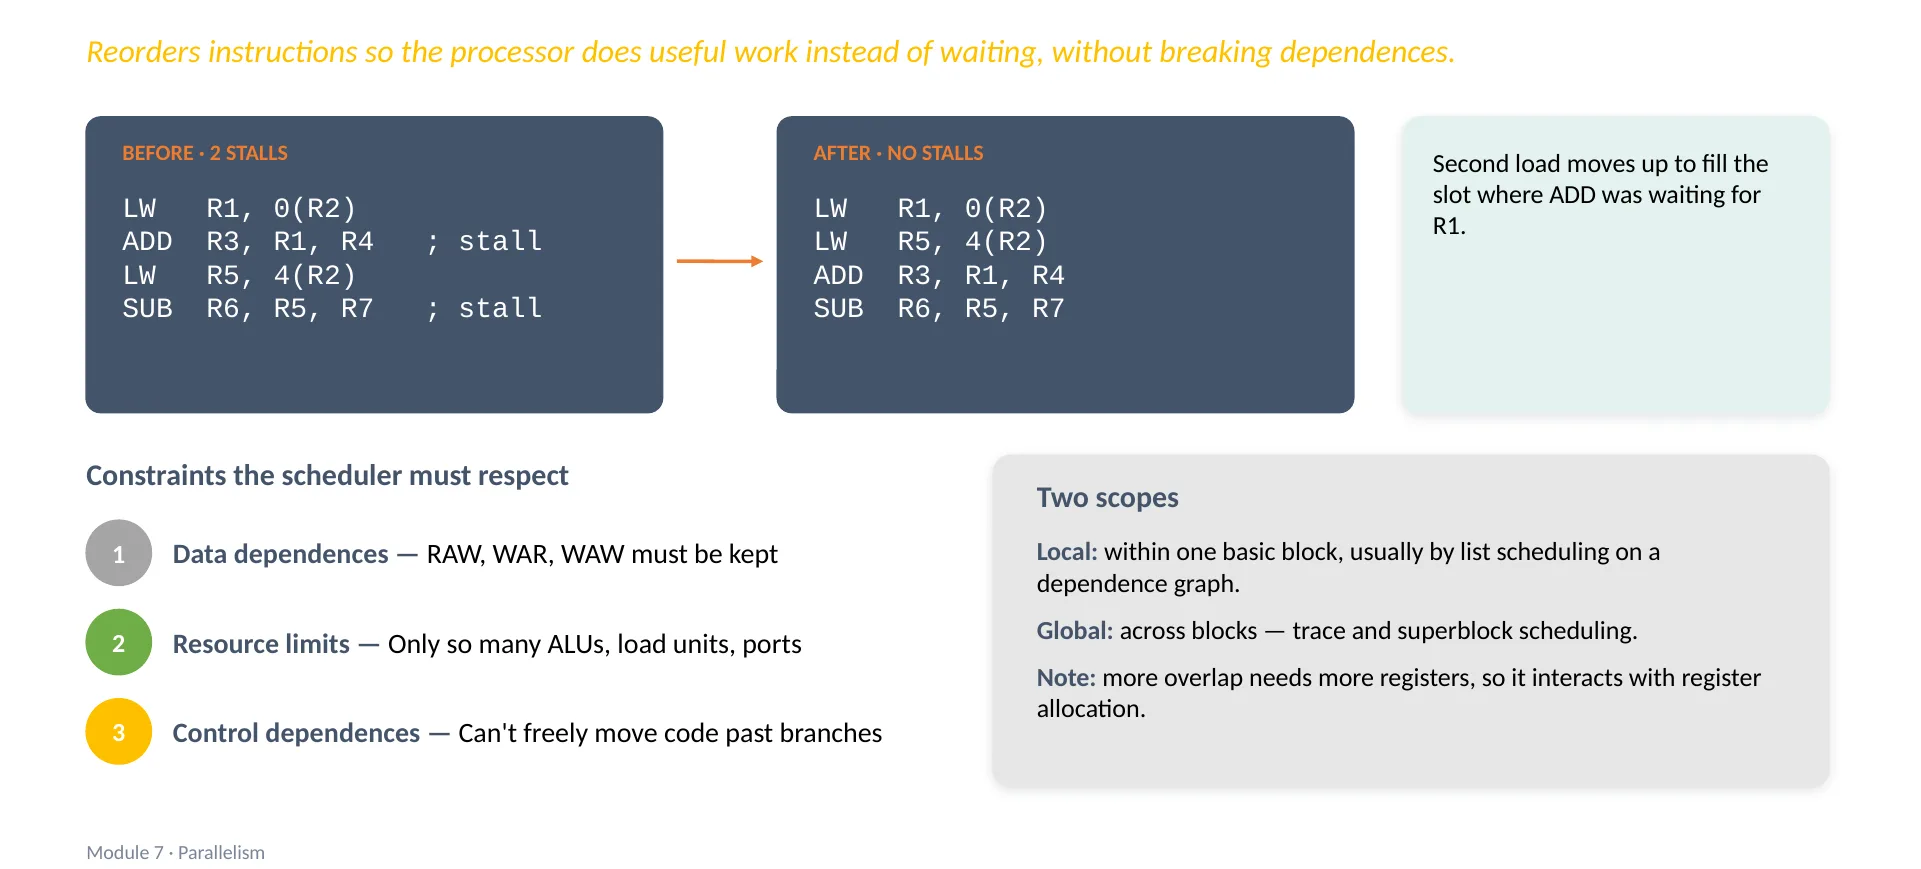 Reorders instructions so the processor does useful work instead of waiting, without breaking dependences.
BEFORE · 2 STALLS
LW   R1, 0(R2)
ADD  R3, R1, R4   ; stall
LW   R5, 4(R2)
SUB  R6, R5, R7   ; stall
AFTER · NO STALLS
LW   R1, 0(R2)
LW   R5, 4(R2)
ADD  R3, R1, R4
SUB  R6, R5, R7
Second load moves up to fill the
slot where ADD was waiting for
R1.
Constraints the scheduler must respect
1 Data dependences — RAW, WAR, WAW must be kept
2 Resource limits — Only so many ALUs, load units, ports
3 Control dependences — Can't freely move code past branches
Two scopes
Local: within one basic block, usually by list scheduling on a
dependence graph.
Global: across blocks — trace and superblock scheduling.
Note: more overlap needs more registers, so it interacts with register
allocation.
Module 7 · Parallelism